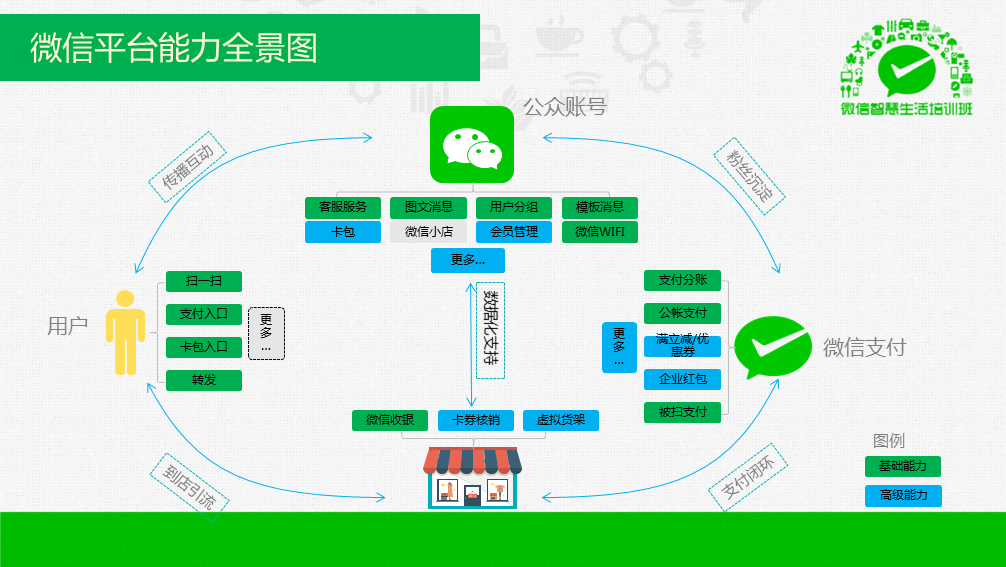 微信平台能力全景图
微信智慧生活培训班
公众账号
传播互动
粉丝沉淀
客服服务
图文消息
用户分组
模板消息
卡包
微信小店
会员管理
微信WIFI
更多...
用户
扫一扫
支付入口
卡包入口
转发
更多...
数据化支持
更多...
支付分账
公帐支付
满立减/优
惠券
企业红包
被扫支付
微信支付
微信收银
卡券核销
虚拟货架
到店引流
支付闭环
图例
基础能力
高级能力